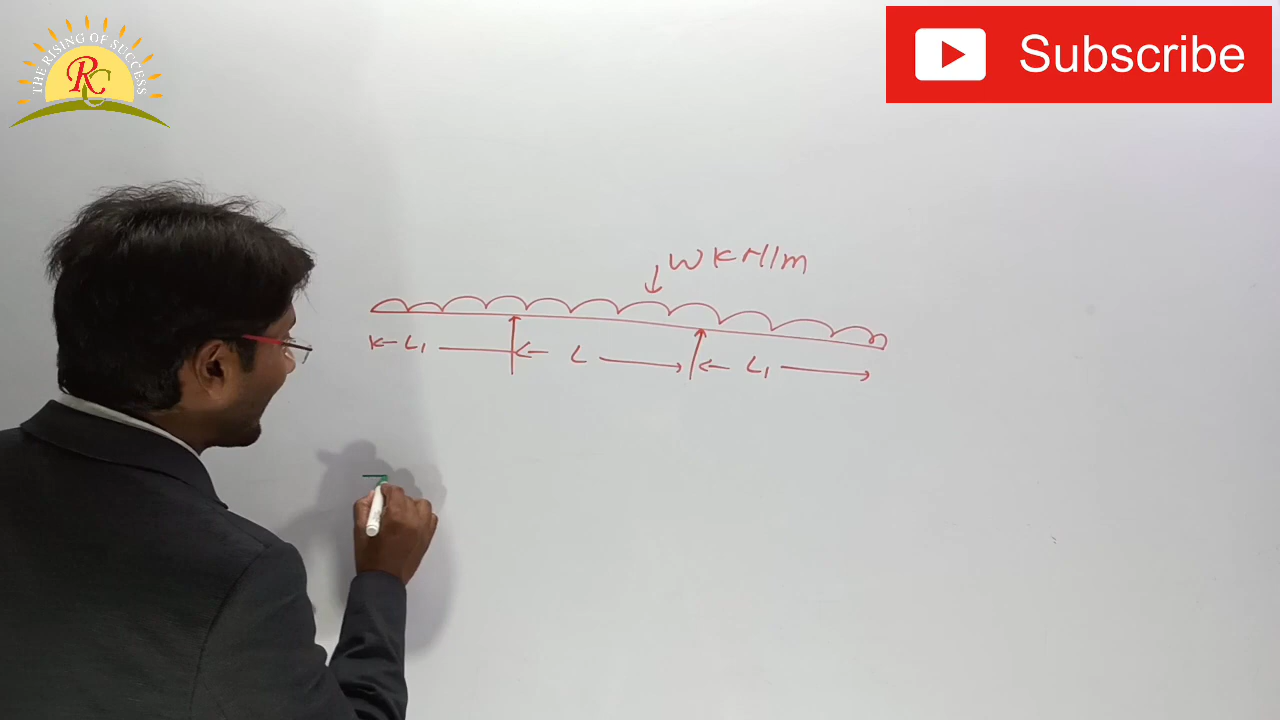 THE RISING OF SUCCESS
RC
Subscribe
W KN/m
L1
L
L1